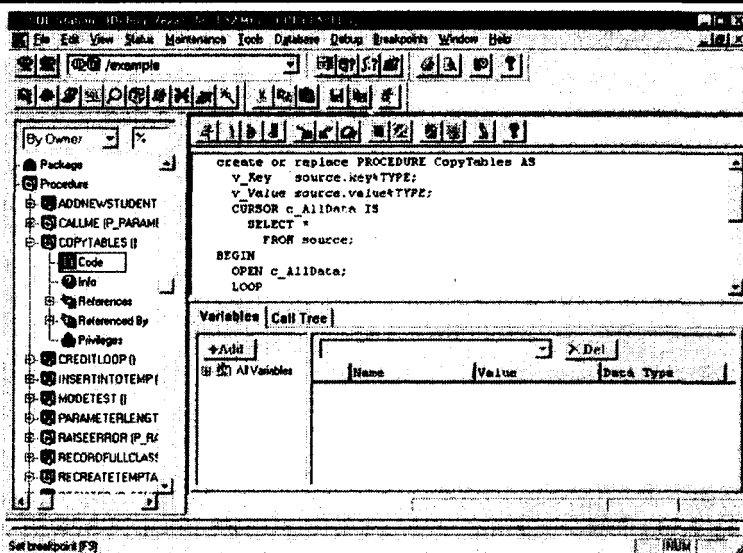 File Edit View Status Maintenance Tools Database Debug Breakpoints Window Help
/example
By Owner
%
Package
Procedure
ADDNEWSTUDENT
CALLME (P_PARAME
COPYTABLES ()
Code
Info
References
Referenced By
Privileges
CREDITLOOP ()
INSERTINTOTEMP (
MODETEST ()
PARAMETERLENGT
RAISEERROR (P_RA
RECORDFULLCLASS
RECREATETEMPTA
create or replace PROCEDURE CopyTables AS
v_Key source.key%TYPE;
v_Value source.value%TYPE;
CURSOR c_AllData IS
SELECT *
FROM source;
BEGIN
OPEN c_AllData;
LOOP
Variables Call Tree
+Add
All Variables
Del
Name Value Data Type
Set breakpoint (F9)
NUM